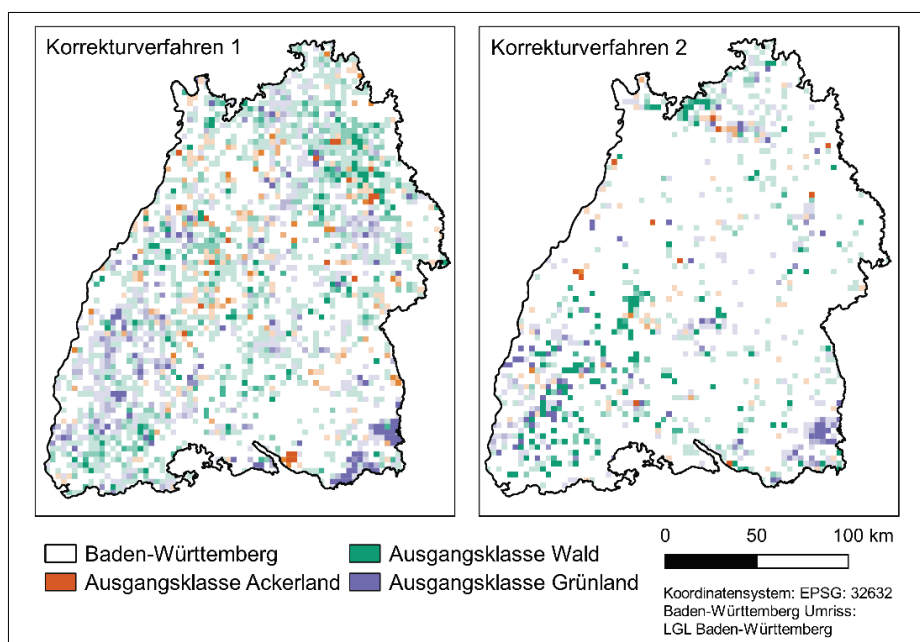 Korrekturverfahren 1
Korrekturverfahren 2
Baden-Württemberg
Ausgangsklasse Wald
Ausgangsklasse Ackerland
Ausgangsklasse Grünland
0 50 100 km
Koordinatensystem: EPSG: 32632
Baden-Württemberg Umriss:
LGL Baden-Württemberg